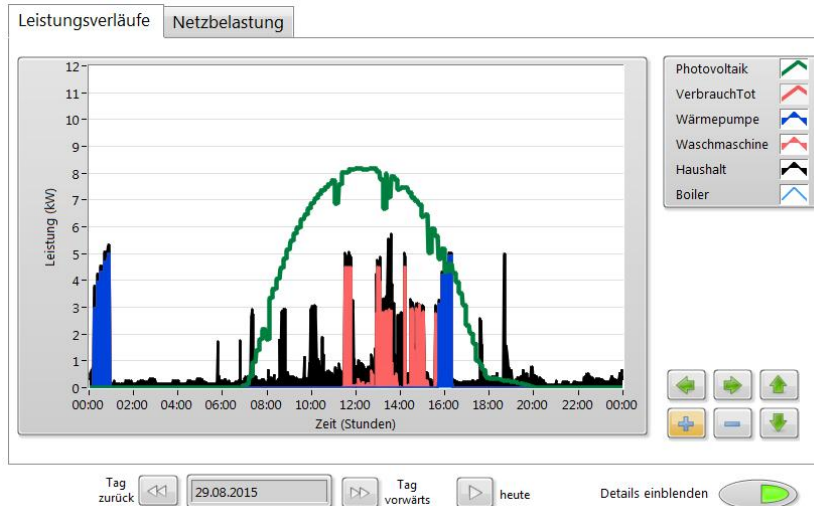 Leistungsverläufe
Netzbelastung
12
11
10
9
8
7
6
5
4
3
2
1
0
Leistung (kW)
00:00 02:00 04:00 06:00 08:00 10:00 12:00 14:00 16:00 18:00 20:00 22:00 00:00
Zeit (Stunden)
Photovoltaik
VerbrauchTot
Wärmepumpe
Waschmaschine
Haushalt
Boiler
Tag
zurück
29.08.2015
Tag
vorwärts
heute
Details einblenden